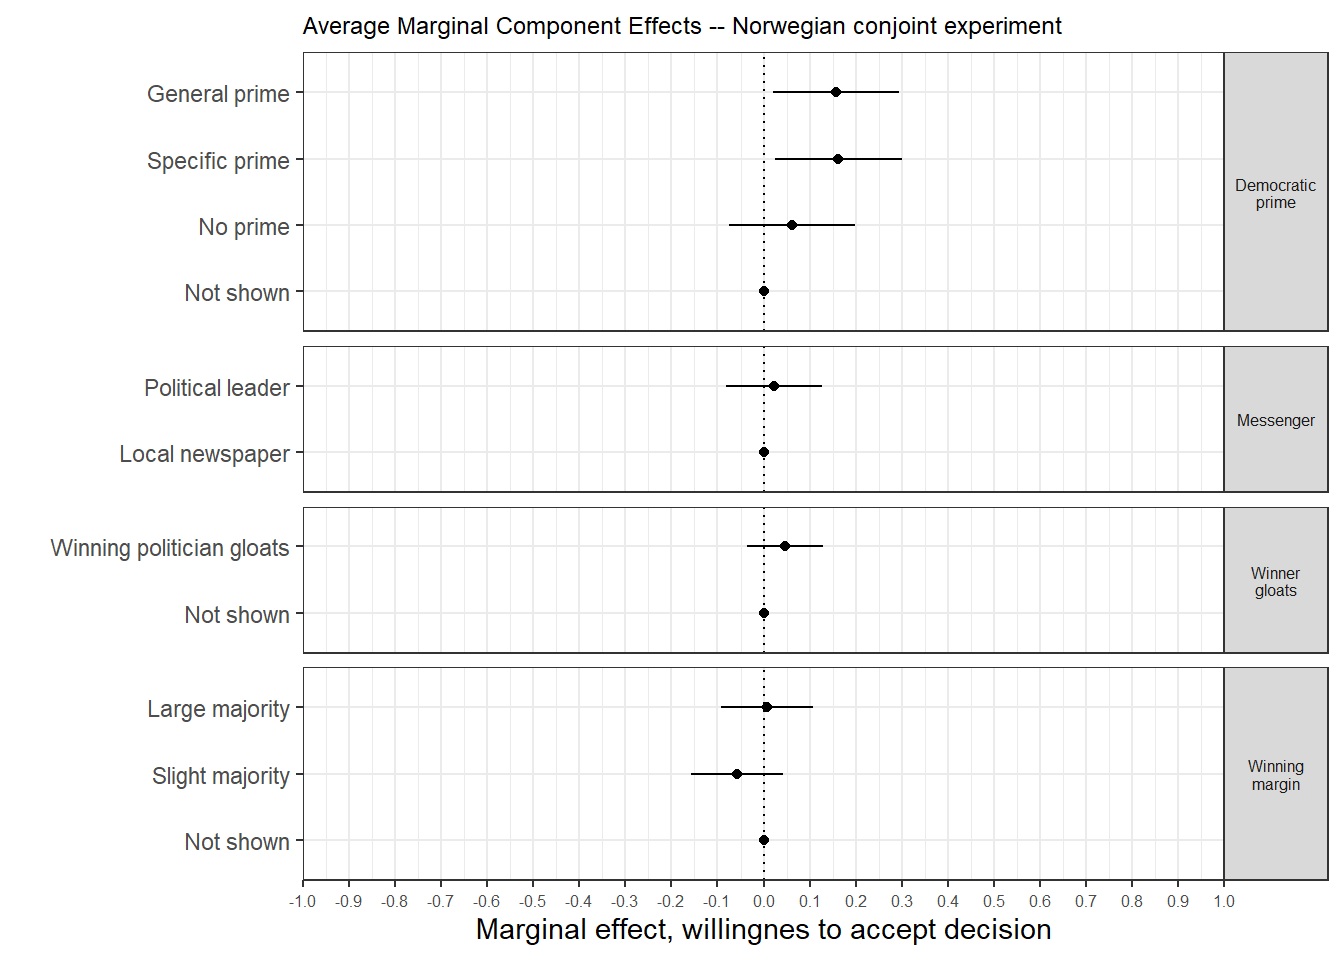 Average Marginal Component Effects -- Norwegian conjoint experiment
General prime
Specific prime
No prime
Not shown
Democratic
prime
Political leader
Local newspaper
Messenger
Winning politician gloats
Not shown
Winner
gloats
Large majority
Slight majority
Not shown
Winning
margin
-1.0 -0.9 -0.8 -0.7 -0.6 -0.5 -0.4 -0.3 -0.2 -0.1 0.0 0.1 0.2 0.3 0.4 0.5 0.6 0.7 0.8 0.9 1.0
Marginal effect, willingnes to accept decision